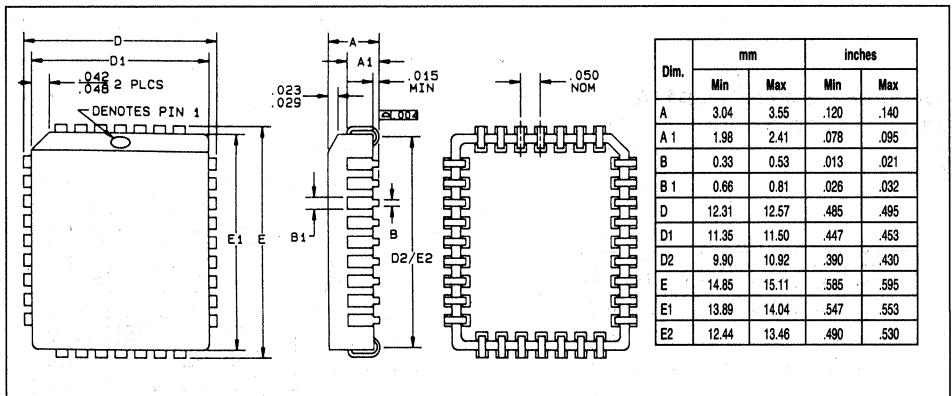 D
D1
.042
.048 2 PLCS
DENOTES PIN 1
E1
E
A
A1
.015
MIN
.023
.029
.004
B1
B
D2/E2
.050
NOM
Dim. mm inches
Min Max Min Max
A 3.04 3.55 .120 .140
A 1 1.98 2.41 .078 .095
B 0.33 0.53 .013 .021
B 1 0.66 0.81 .026 .032
D 12.31 12.57 .485 .495
D1 11.35 11.50 .447 .453
D2 9.90 10.92 .390 .430
E 14.85 15.11 .585 .595
E1 13.89 14.04 .547 .553
E2 12.44 13.46 .490 .530